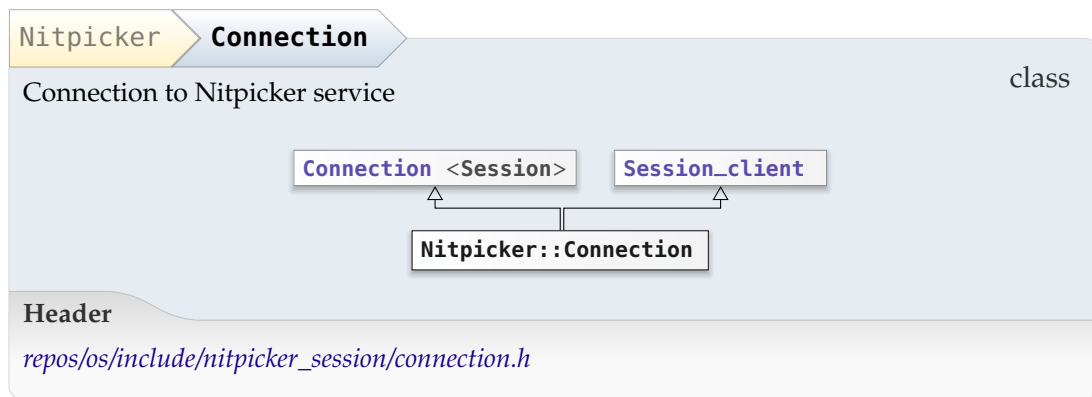 Nitpicker Connection
class
Connection to Nitpicker service
Connection <Session> Session_client
Nitpicker::Connection
Header
repos/os/include/nitpicker_session/connection.h